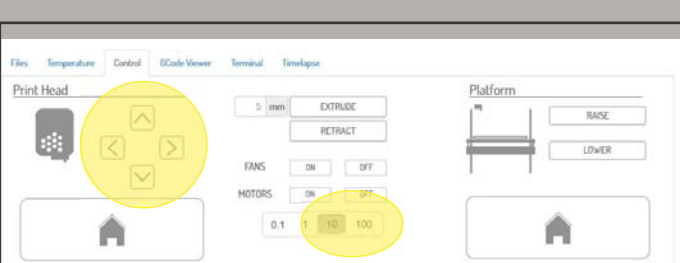 Files Temperature Control GCode Viewer Terminal Timelapse
Print Head
5 mm EXTRUDE
RETRACT
FANS ON OFF
MOTORS ON OFF
0.1 1 10 100
Platform
RAISE
LOWER